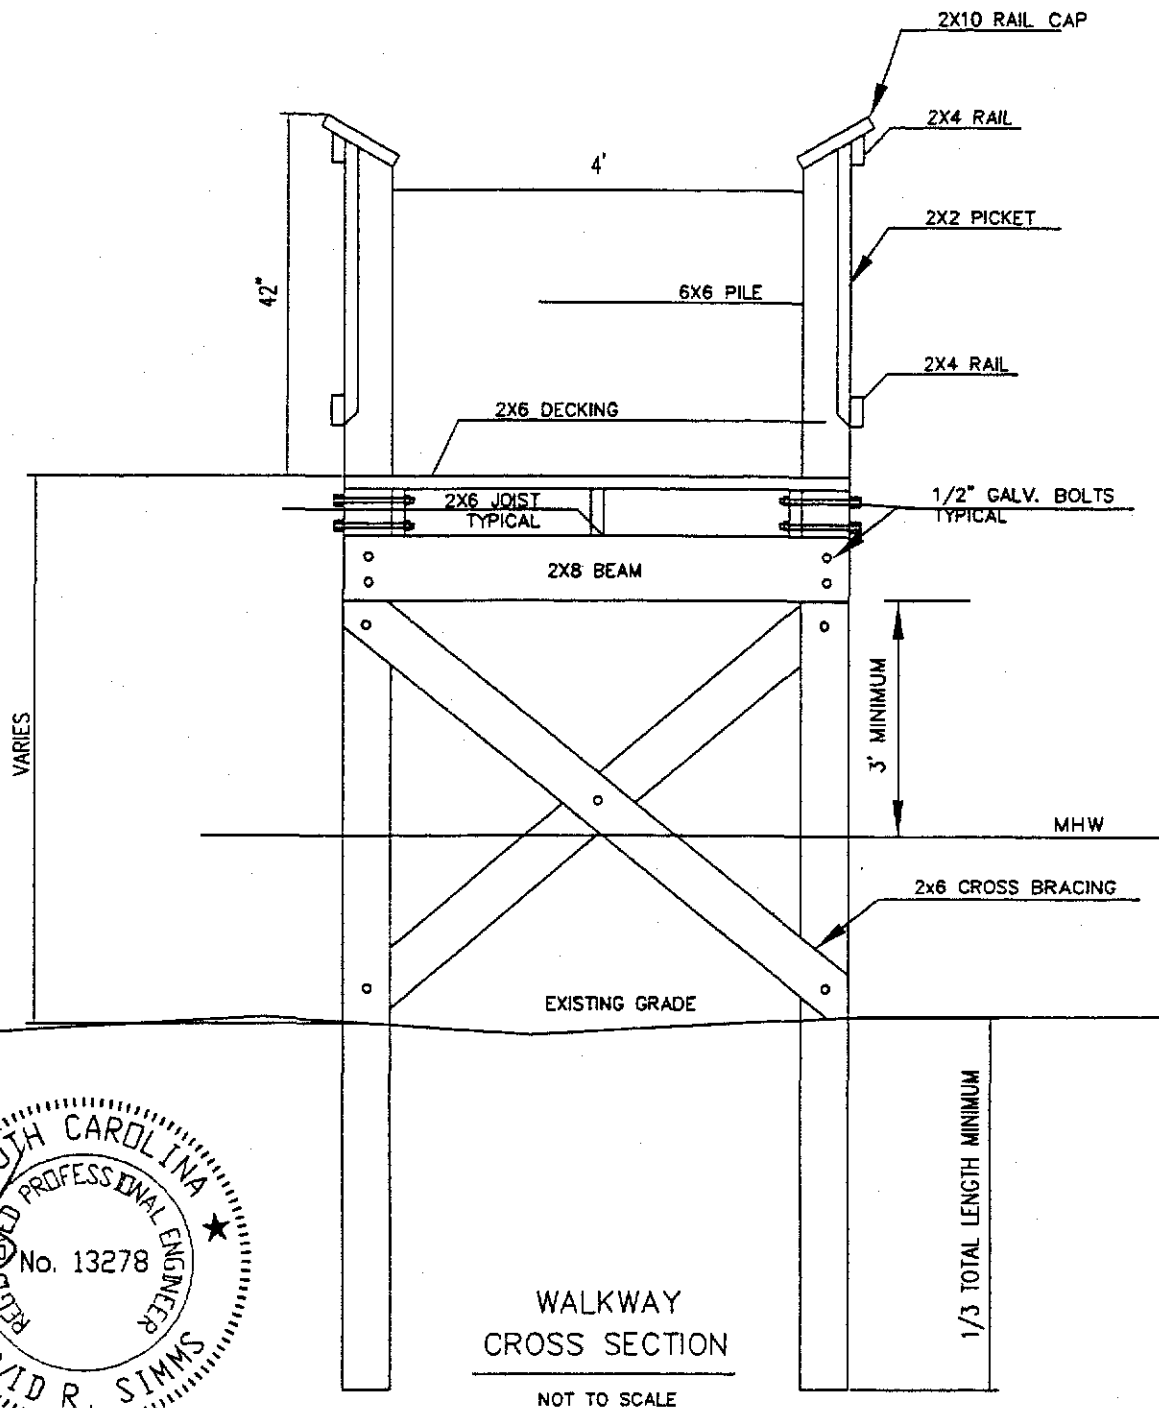 2X10 RAIL CAP
2X4 RAIL
4'
2X2 PICKET
42"
6X6 PILE
2X4 RAIL
2X6 DECKING
2X6 JOIST
TYPICAL
1/2" GALV. BOLTS
TYPICAL
2X8 BEAM
VARIES
3' MINIMUM
MHW
2x6 CROSS BRACING
EXISTING GRADE
1/3 TOTAL LENGTH MINIMUM
CAROLINA
PROFESSIONAL ENGINEER
No. 13278
R. SIMMS
WALKWAY
CROSS SECTION
NOT TO SCALE